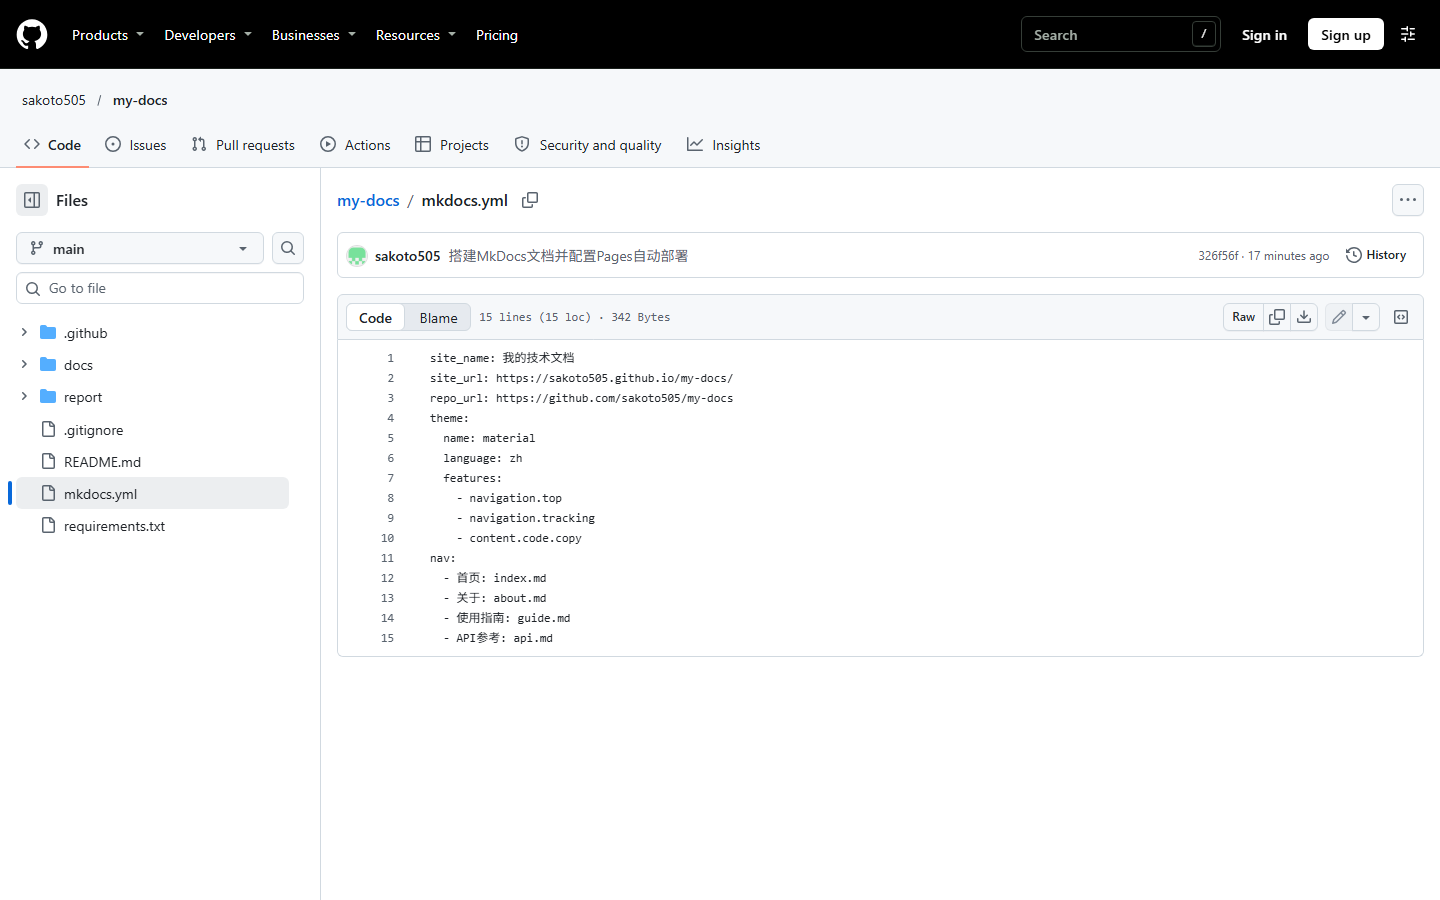 Products Developers Businesses Resources Pricing Search / Sign in Sign up
sakoto505 / my-docs
Code Issues Pull requests Actions Projects Security and quality Insights
Files
main
Go to file
.github
docs
report
.gitignore
README.md
mkdocs.yml
requirements.txt
my-docs / mkdocs.yml
sakoto505 搭建MkDocs文档并配置Pages自动部署 326f56f · 17 minutes ago History
Code Blame 15 lines (15 loc) · 342 Bytes Raw
1 site_name: 我的技术文档
2 site_url: https://sakoto505.github.io/my-docs/
3 repo_url: https://github.com/sakoto505/my-docs
4 theme:
5 name: material
6 language: zh
7 features:
8 - navigation.top
9 - navigation.tracking
10 - content.code.copy
11 nav:
12 - 首页: index.md
13 - 关于: about.md
14 - 使用指南: guide.md
15 - API参考: api.md